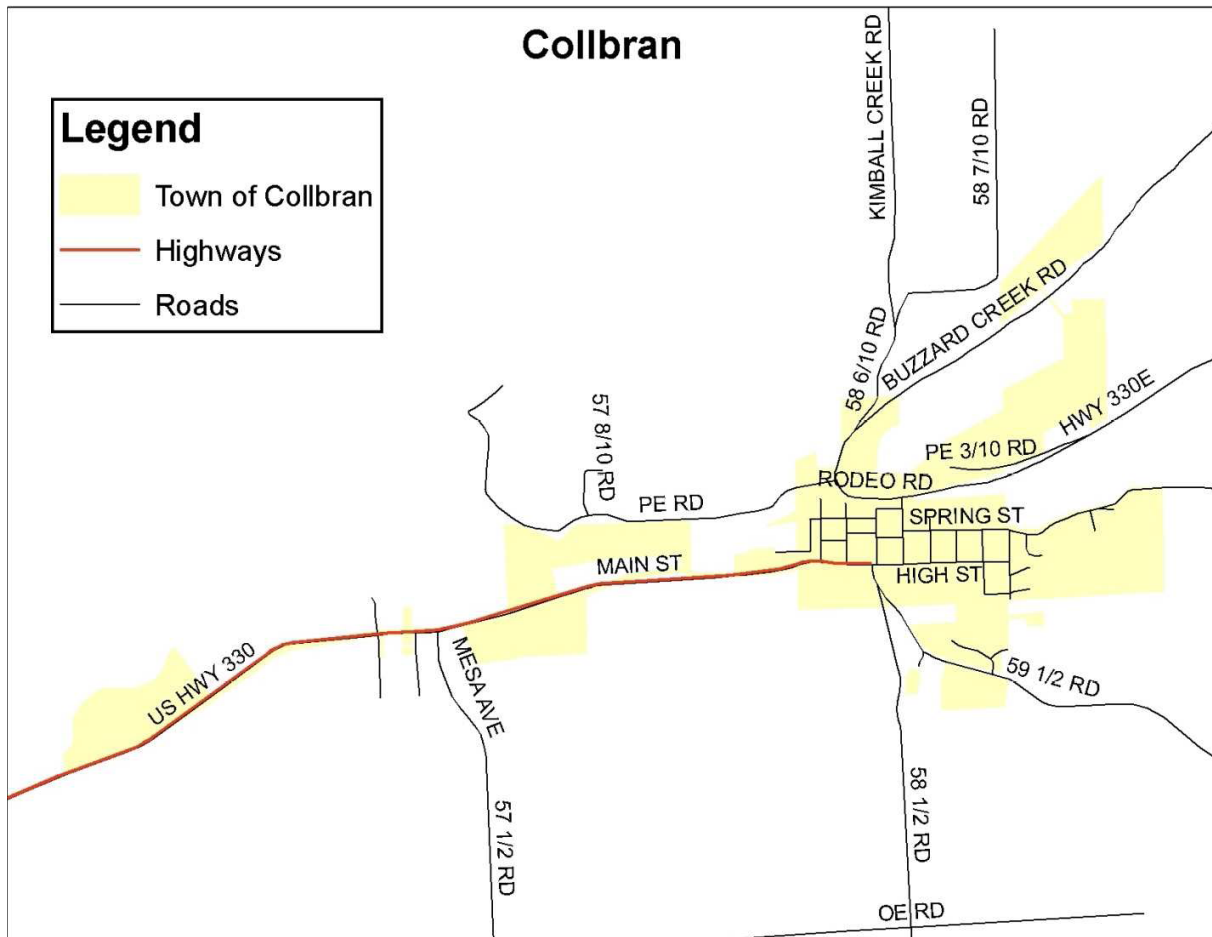 Collbran
Legend
Town of Collbran
Highways
Roads
KIMBALL CREEK RD
58 7/10 RD
58 6/10 RD
BUZZARD CREEK RD
HWY 330E
PE 3/10 RD
57 8/10 RD
RODEO RD
PE RD
SPRING ST
MAIN ST
HIGH ST
US HWY 330
MESA AVE
59 1/2 RD
57 1/2 RD
58 1/2 RD
OE RD